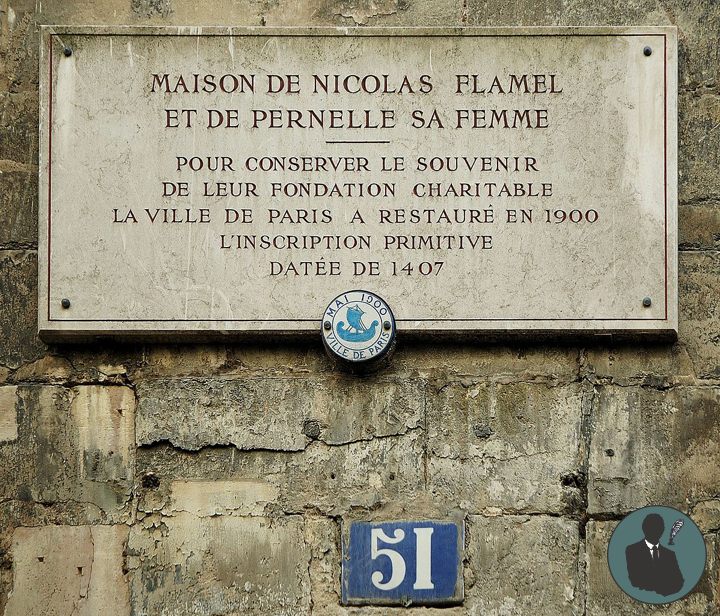 MAISON DE NICOLAS FLAMEL
ET DE PERNELLE SA FEMME
POUR CONSERVER LE SOUVENIR
DE LEUR FONDATION CHARITABLE
LA VILLE DE PARIS A RESTAURÉ EN 1900
L'INSCRIPTION PRIMITIVE
DATÉE DE 1407
MAI 1900
VILLE DE PARIS
51